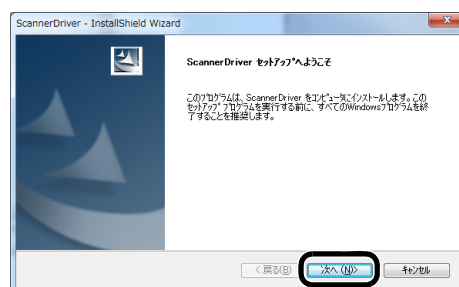 ScannerDriver - InstallShield Wizard
ScannerDriver ｾｯﾄｱｯﾌﾟへようこそ
このﾌﾟﾛｸﾞﾗﾑは、ScannerDriver をｺﾝﾋﾟｭｰﾀにｲﾝｽﾄｰﾙします。この
ｾｯﾄｱｯﾌﾟﾌﾟﾛｸﾞﾗﾑを実行する前に、すべてのWindowsﾌﾟﾛｸﾞﾗﾑを終
了することを推奨します。
< 戻る(B)
次へ (N)>
ｷｬﾝｾﾙ